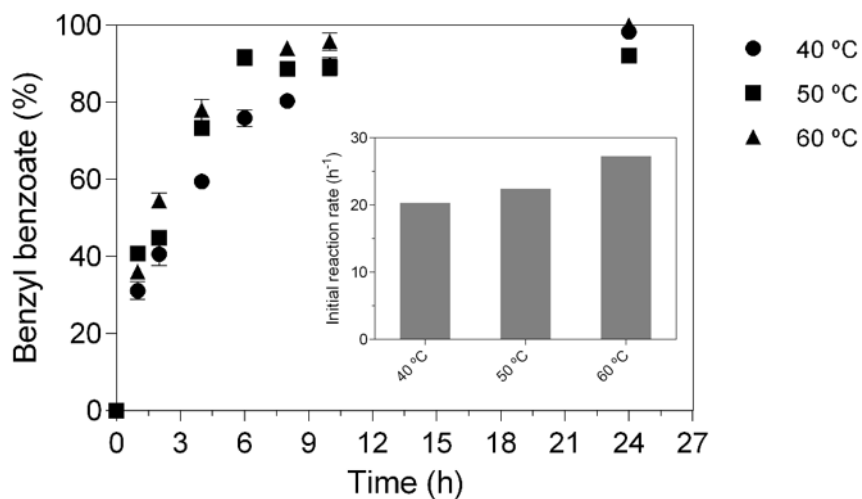 Benzyl benzoate (%)
100
80
60
40
20
0
0 3 6 9 12 15 18 21 24 27
Time (h)
40 ºC
50 ºC
60 ºC
Initial reaction rate (h⁻¹)
30
20
10
0
40 ºC
50 ºC
60 ºC